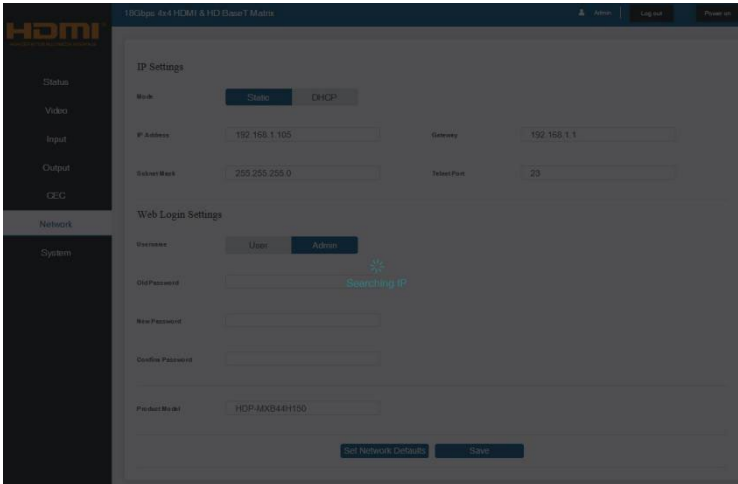 18Gbps 4x4 HDMI & HDBaseT Matrix
Admin
Log out
Power on
HDMI
Status
Video
Input
Output
CEC
Network
System
IP Settings
Mode
Static
DHCP
IP Address
192.168.1.105
Gateway
192.168.1.1
Subnet Mask
255.255.255.0
Telnet Port
23
Web Login Settings
Username
User
Admin
Searching IP
Old Password
New Password
Confirm Password
Product Model
HDP-MXB44H150
Set Network Defaults
Save